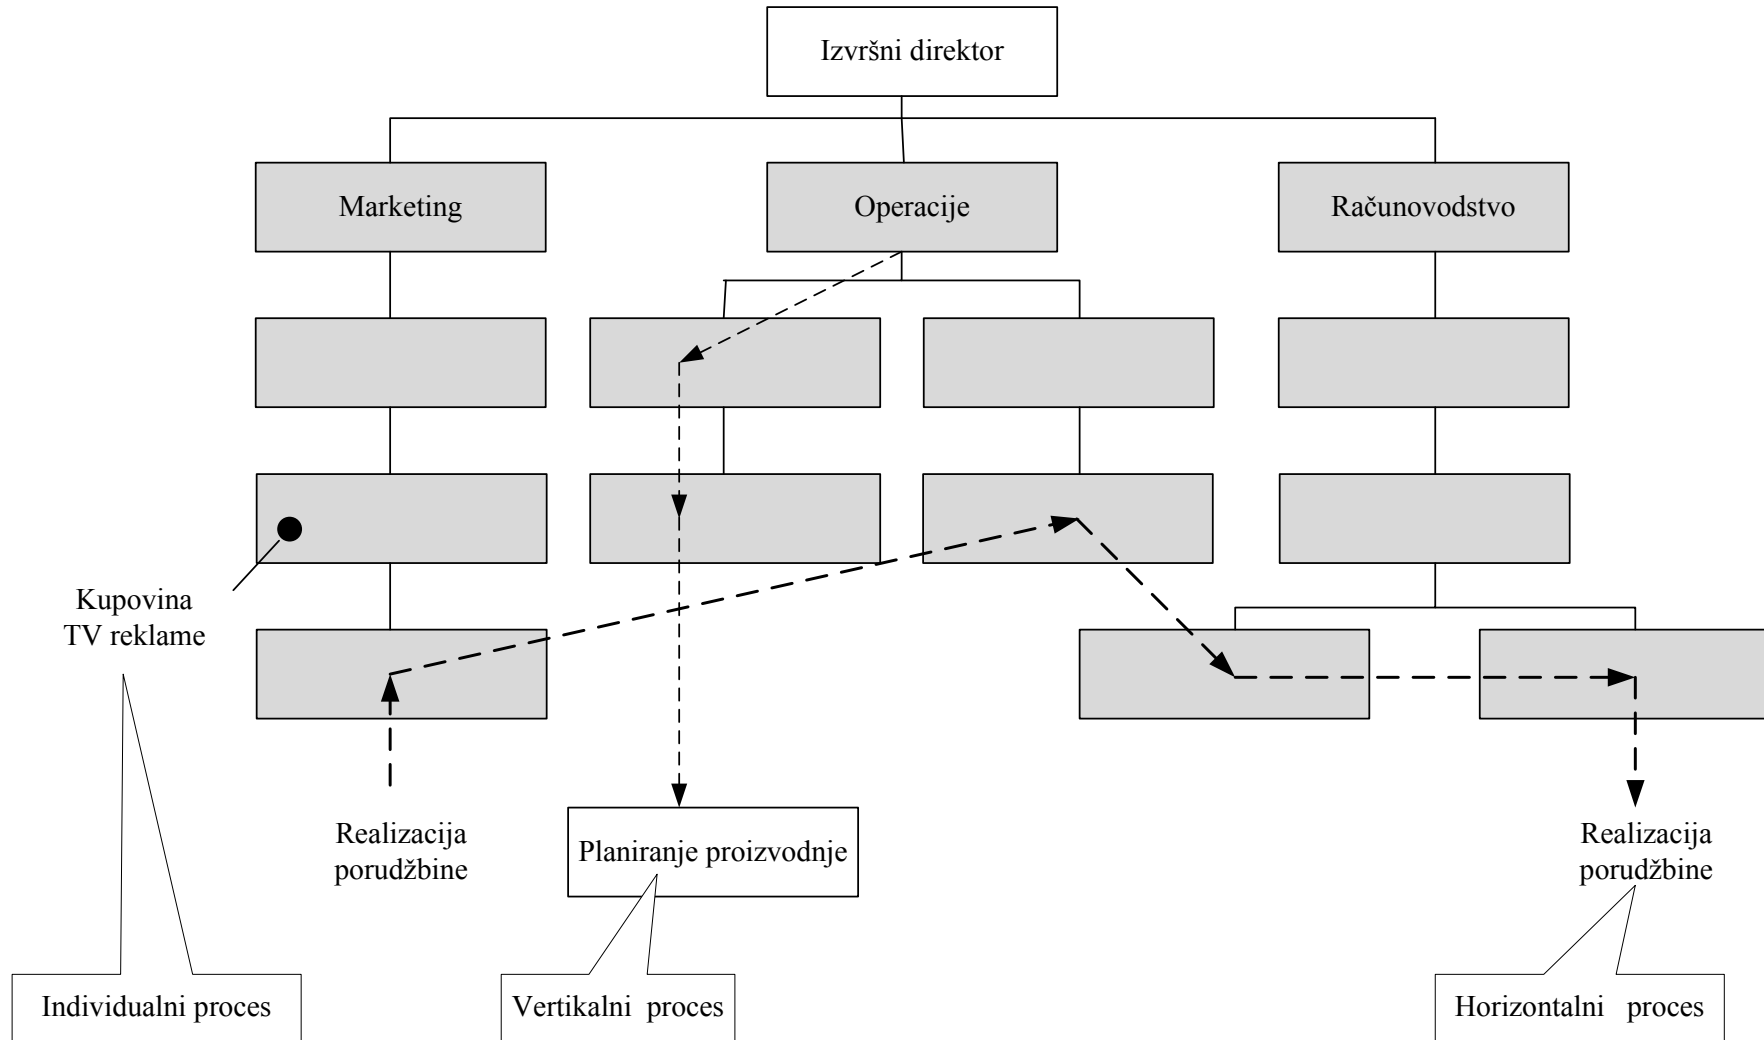 Izvršni direktor
Marketing
Operacije
Računovodstvo
Kupovina
TV reklame
Realizacija
porudžbine
Planiranje proizvodnje
Realizacija
porudžbine
Individualni proces
Vertikalni proces
Horizontalni proces